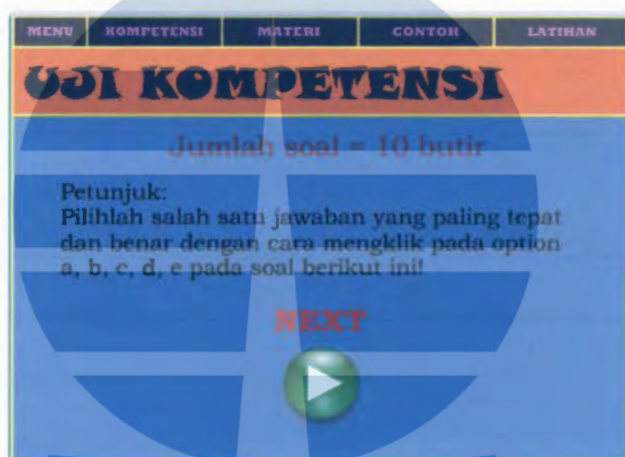 MENU KOMPETENSI MATERI CONTOH LATIHAN
UJI KOMPETENSI
Jumlah soal = 10 butir
Petunjuk:
Pilihlah salah satu jawaban yang paling tepat
dan benar dengan cara mengklik pada option
a, b, c, d, e pada soal berikut ini!
NEXT